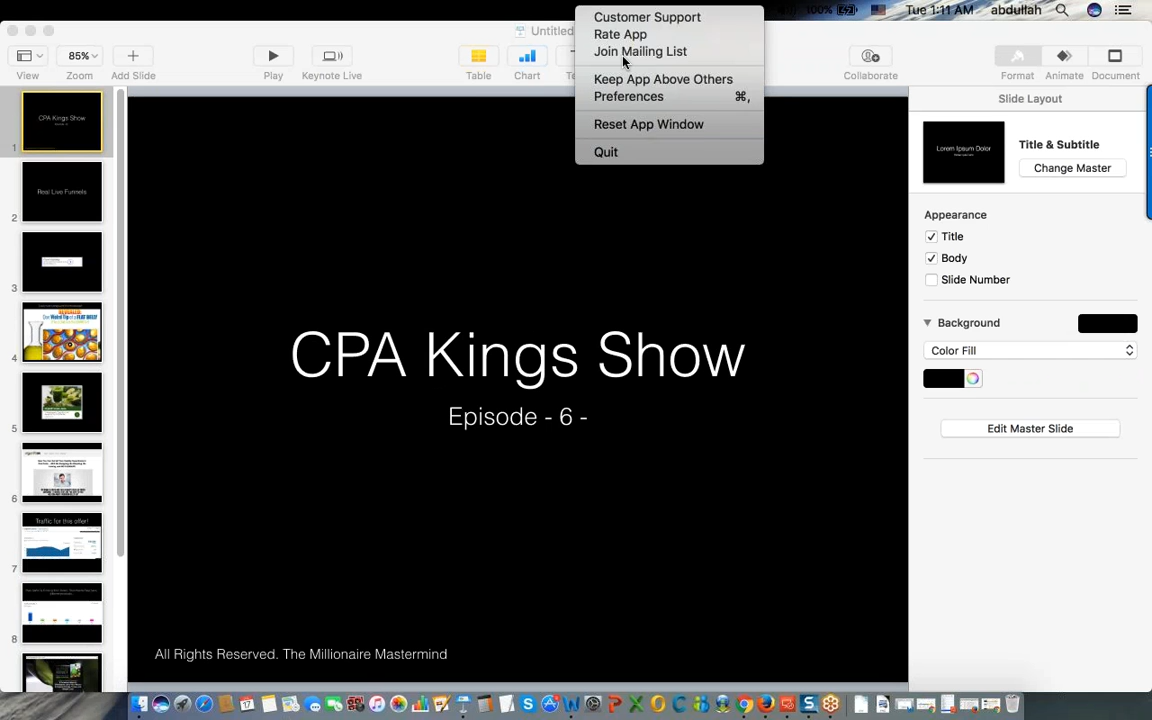 Customer Support
100%
Tue 1:11 AM
abdullah
Rate App
Untitled
Join Mailing List
85%
View
Zoom
Add Slide
Play
Keynote Live
Table
Chart
Collaborate
Format
Animate
Document
Keep App Above Others
Preferences ⌘,
Reset App Window
Quit
1
CPA Kings Show
2
Real Live Funnels
3
4
5
6
7
Traffic for this offer!
8
CPA Kings Show
Episode - 6 -
All Rights Reserved. The Millionaire Mastermind
Slide Layout
Lorem Ipsum Dolor
Title & Subtitle
Change Master
Appearance
Title
Body
Slide Number
Background
Color Fill
Edit Master Slide
17